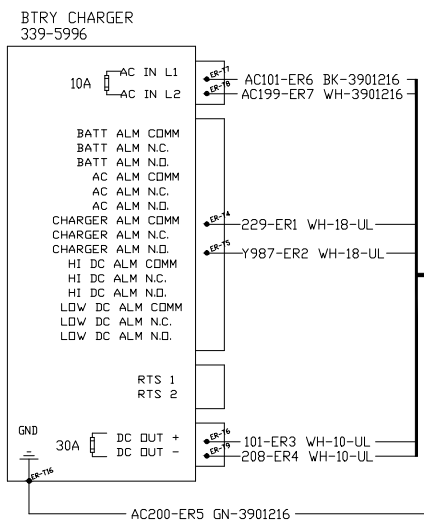 BTRY CHARGER
339-5996
10A
AC IN L1
AC IN L2
ER-T7
ER-T8
AC101-ER6 BK-3901216
AC199-ER7 WH-3901216
BATT ALM COMM
BATT ALM N.C.
BATT ALM N.O.
AC ALM COMM
AC ALM N.C.
AC ALM N.O.
CHARGER ALM COMM
ER-T4
229-ER1 WH-18-UL
CHARGER ALM N.C.
CHARGER ALM N.O.
ER-T5
Y987-ER2 WH-18-UL
HI DC ALM COMM
HI DC ALM N.C.
HI DC ALM N.O.
LOW DC ALM COMM
LOW DC ALM N.C.
LOW DC ALM N.O.
RTS 1
RTS 2
GND
30A
DC OUT +
DC OUT -
ER-T6
ER-T9
101-ER3 WH-10-UL
208-ER4 WH-10-UL
ER-T16
AC200-ER5 GN-3901216